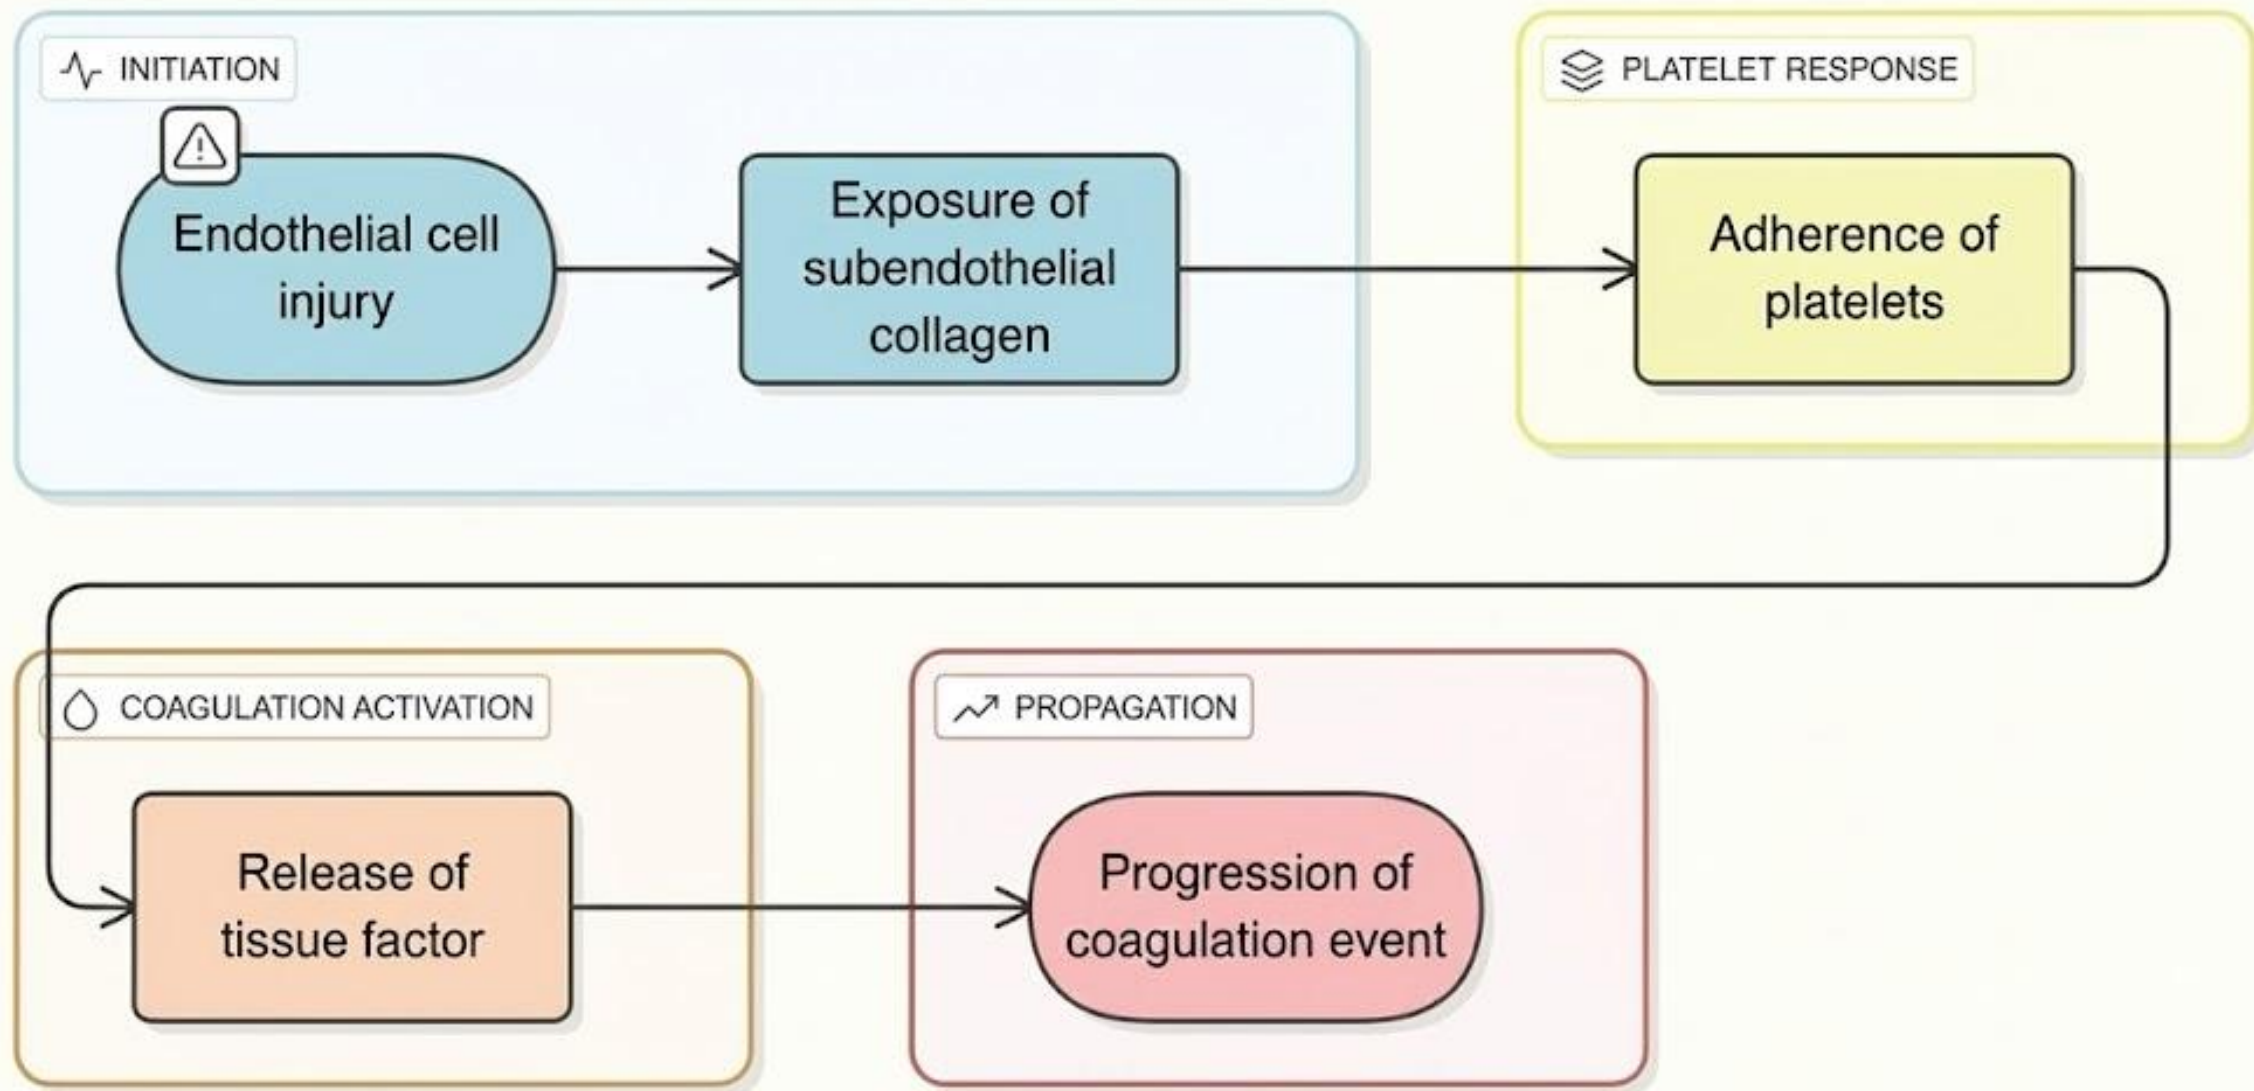 INITIATION
Endothelial cell
injury
Exposure of
subendothelial
collagen
PLATELET RESPONSE
Adherence of
platelets
COAGULATION ACTIVATION
Release of
tissue factor
PROPAGATION
Progression of
coagulation event